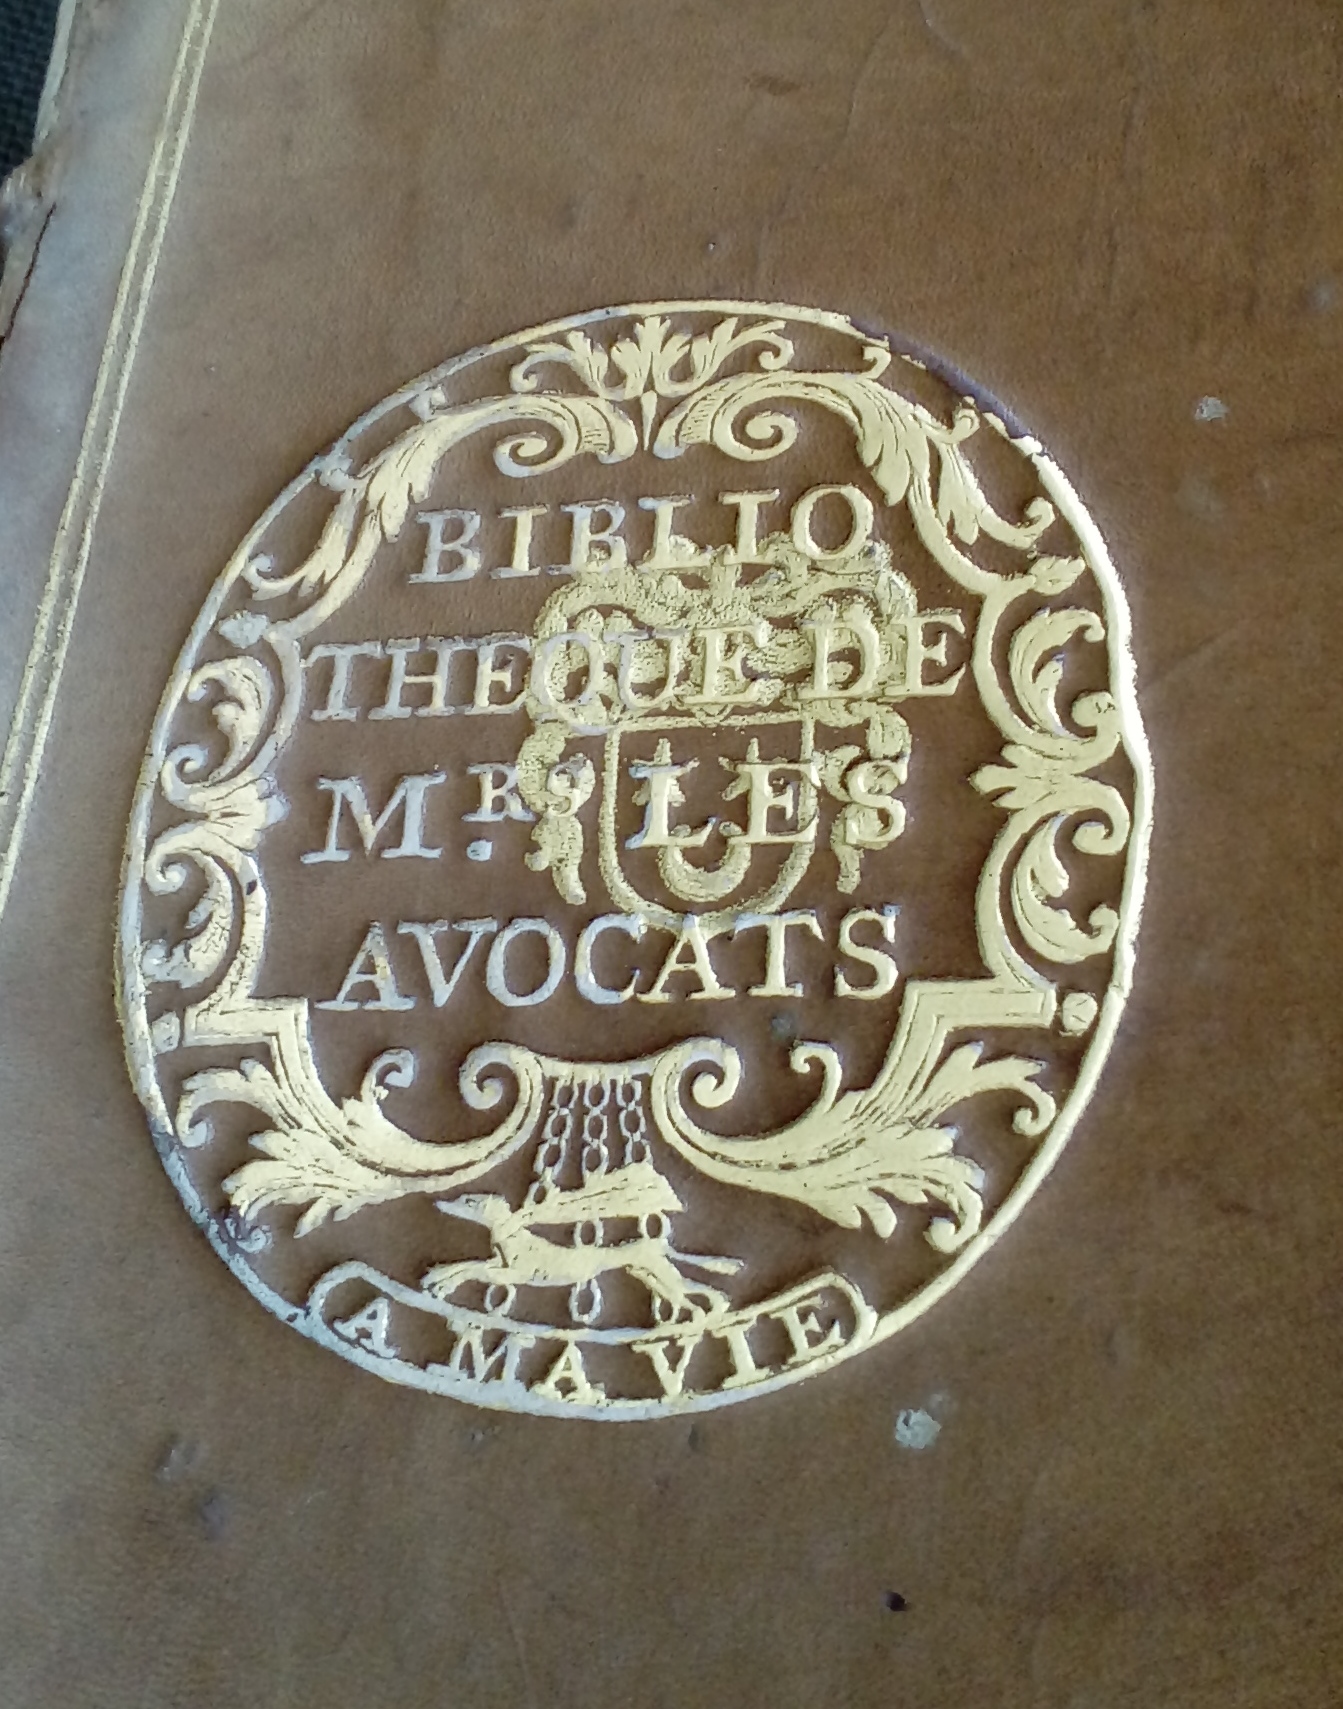 BIBLIO
THEQUE DE
M.RS LES
AVOCATS
A MA VIE